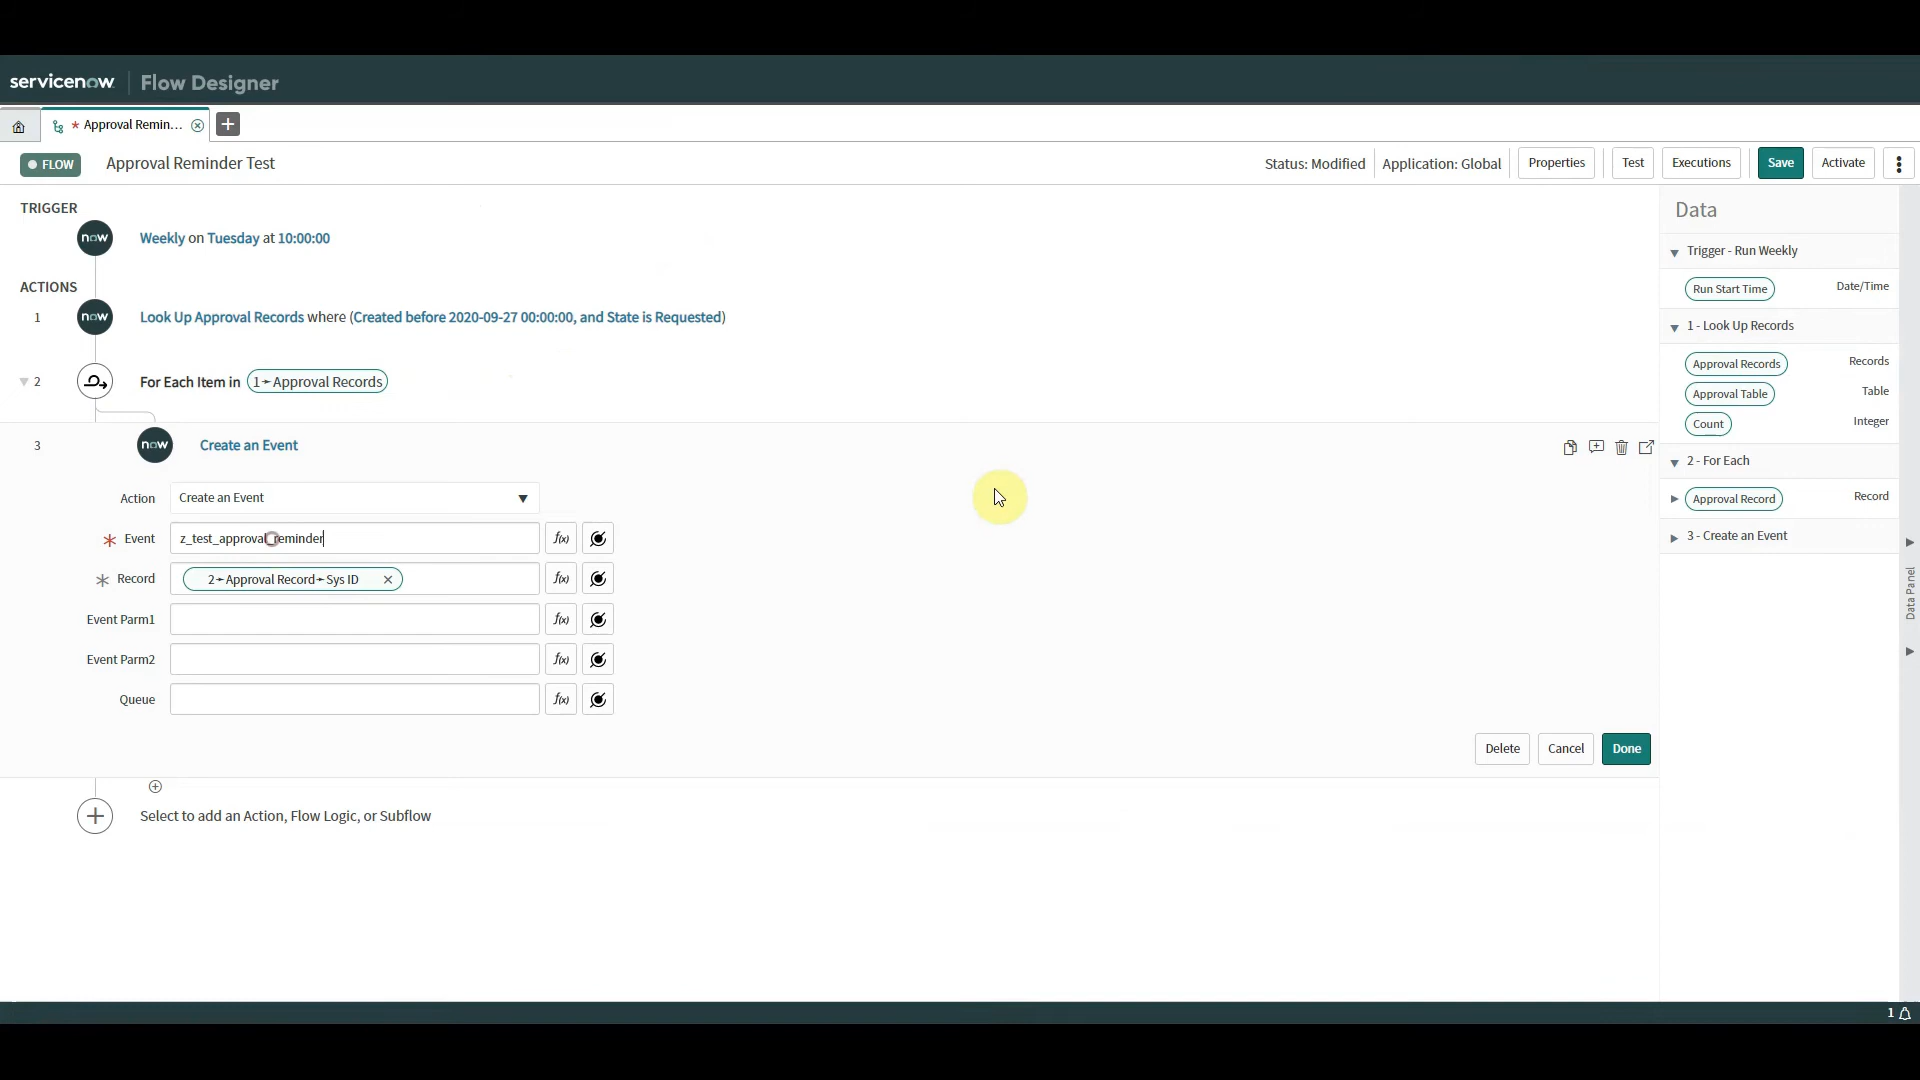 servicenow Flow Designer
* Approval Remin...
FLOW Approval Reminder Test Status: Modified Application: Global Properties Test Executions Save Activate
TRIGGER
now Weekly on Tuesday at 10:00:00
ACTIONS
1 now Look Up Approval Records where (Created before 2020-09-27 00:00:00, and State is Requested)
2 For Each Item in 1➛Approval Records
3 now Create an Event
Action Create an Event
* Event z_test_approval_reminder f(x)
* Record 2➛Approval Record➛Sys ID × f(x)
Event Parm1 f(x)
Event Parm2 f(x)
Queue f(x)
Delete Cancel Done
Select to add an Action, Flow Logic, or Subflow
Data
Trigger - Run Weekly
Run Start Time Date/Time
1 - Look Up Records
Approval Records Records
Approval Table Table
Count Integer
2 - For Each
Approval Record Record
3 - Create an Event
Data Panel
1